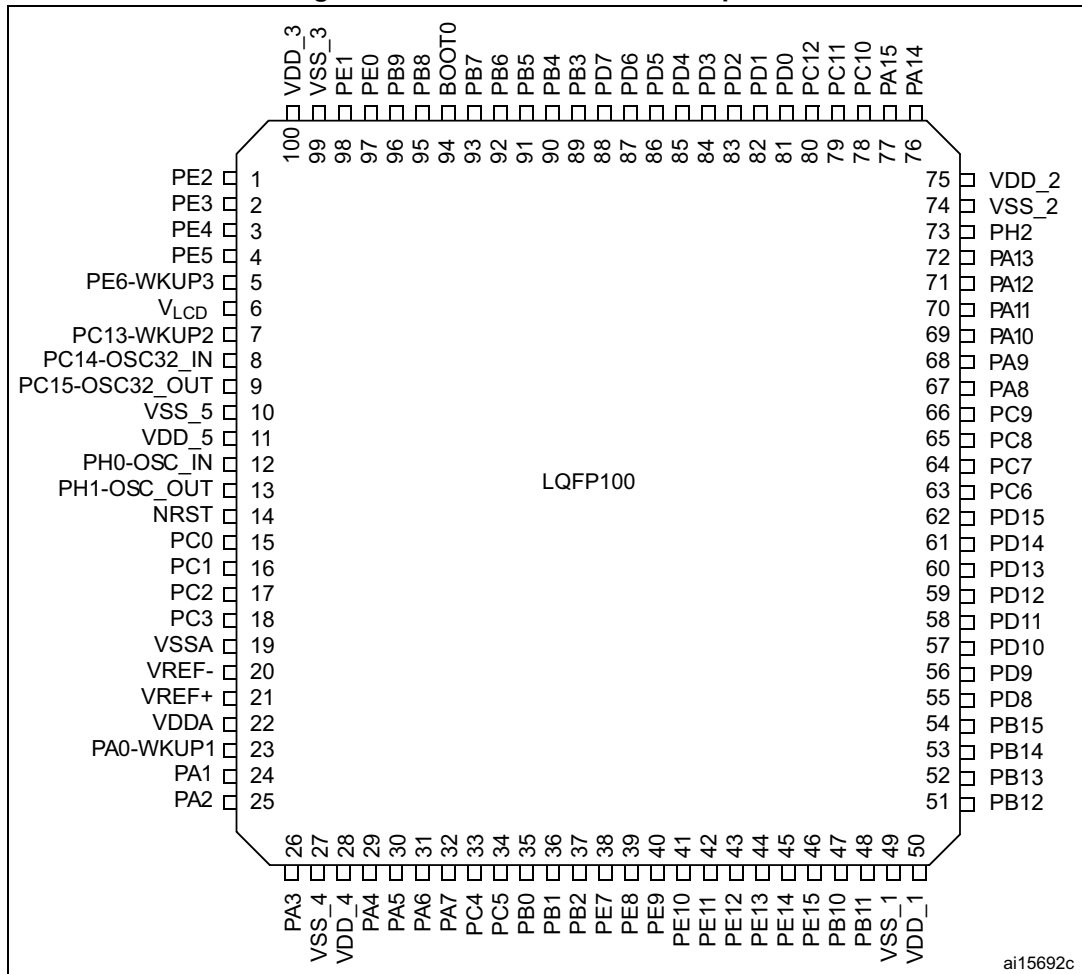 VDD_3
VSS_3
PE1
PE0
PB9
PB8
BOOT0
PB7
PB6
PB5
PB4
PB3
PD7
PD6
PD5
PD4
PD3
PD2
PD1
PD0
PC12
PC11
PC10
PA15
PA14
100
99
98
97
96
95
94
93
92
91
90
89
88
87
86
85
84
83
82
81
80
79
78
77
76
PE2 1
PE3 2
PE4 3
PE5 4
PE6-WKUP3 5
VLCD 6
PC13-WKUP2 7
PC14-OSC32_IN 8
PC15-OSC32_OUT 9
VSS_5 10
VDD_5 11
PH0-OSC_IN 12
PH1-OSC_OUT 13
NRST 14
PC0 15
PC1 16
PC2 17
PC3 18
VSSA 19
VREF- 20
VREF+ 21
VDDA 22
PA0-WKUP1 23
PA1 24
PA2 25
LQFP100
75 VDD_2
74 VSS_2
73 PH2
72 PA13
71 PA12
70 PA11
69 PA10
68 PA9
67 PA8
66 PC9
65 PC8
64 PC7
63 PC6
62 PD15
61 PD14
60 PD13
59 PD12
58 PD11
57 PD10
56 PD9
55 PD8
54 PB15
53 PB14
52 PB13
51 PB12
26
27
28
29
30
31
32
33
34
35
36
37
38
39
40
41
42
43
44
45
46
47
48
49
50
PA3
VSS_4
VDD_4
PA4
PA5
PA6
PA7
PC4
PC5
PB0
PB1
PB2
PE7
PE8
PE9
PE10
PE11
PE12
PE13
PE14
PE15
PB10
PB11
VSS_1
VDD_1
ai15692c